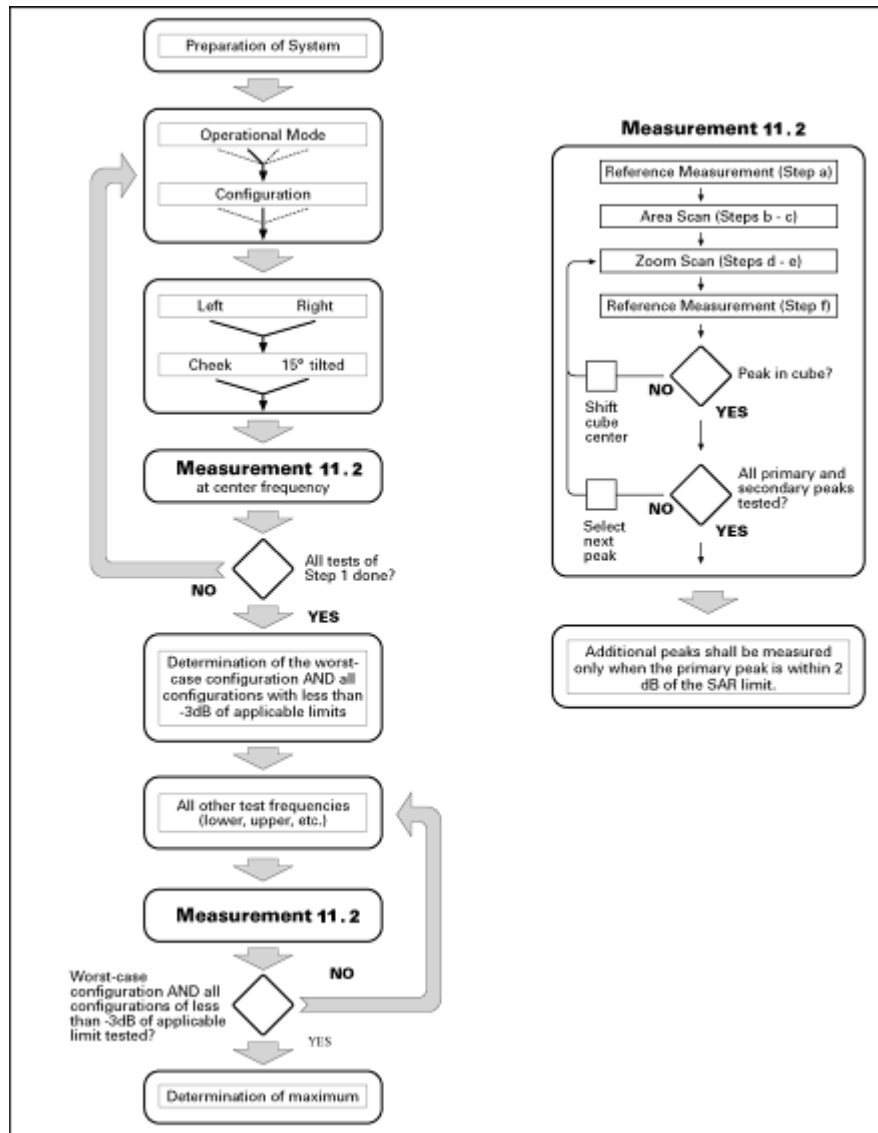 Preparation of System
Operational Mode
Configuration
Left Right
Cheek 15° tilted
Measurement 11.2
at center frequency
All tests of
Step 1 done?
NO
YES
Determination of the worst-
case configuration AND all
configurations with less than
-3dB of applicable limits
All other test frequencies
(lower, upper, etc.)
Measurement 11.2
NO
Worst-case
configuration AND all
configurations of less
than -3dB of applicable
limit tested?
YES
Determination of maximum
Measurement 11.2
Reference Measurement (Step a)
Area Scan (Steps b - c)
Zoom Scan (Steps d - e)
Reference Measurement (Step f)
Peak in cube?
NO
Shift
cube
center
YES
All primary and
secondary peaks
tested?
NO
Select
next
peak
YES
Additional peaks shall be measured
only when the primary peak is within 2
dB of the SAR limit.